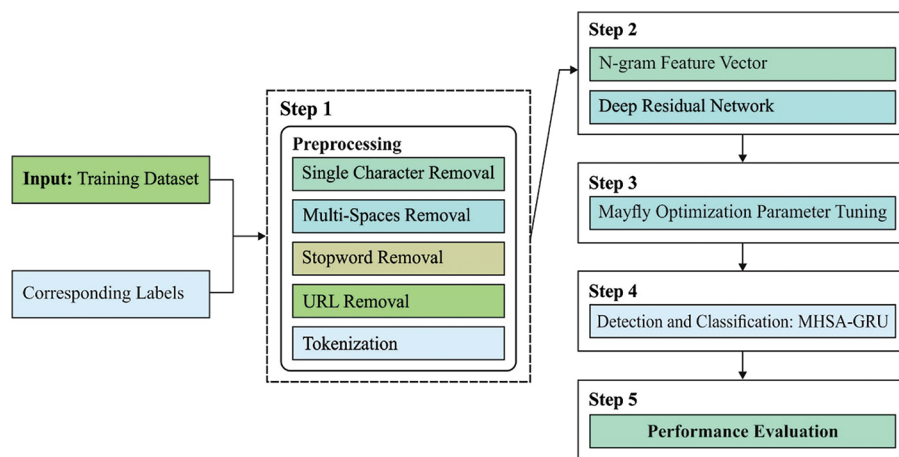 Input: Training Dataset
Corresponding Labels
Step 1
Preprocessing
Single Character Removal
Multi-Spaces Removal
Stopword Removal
URL Removal
Tokenization
Step 2
N-gram Feature Vector
Deep Residual Network
Step 3
Mayfly Optimization Parameter Tuning
Step 4
Detection and Classification: MHSA-GRU
Step 5
Performance Evaluation